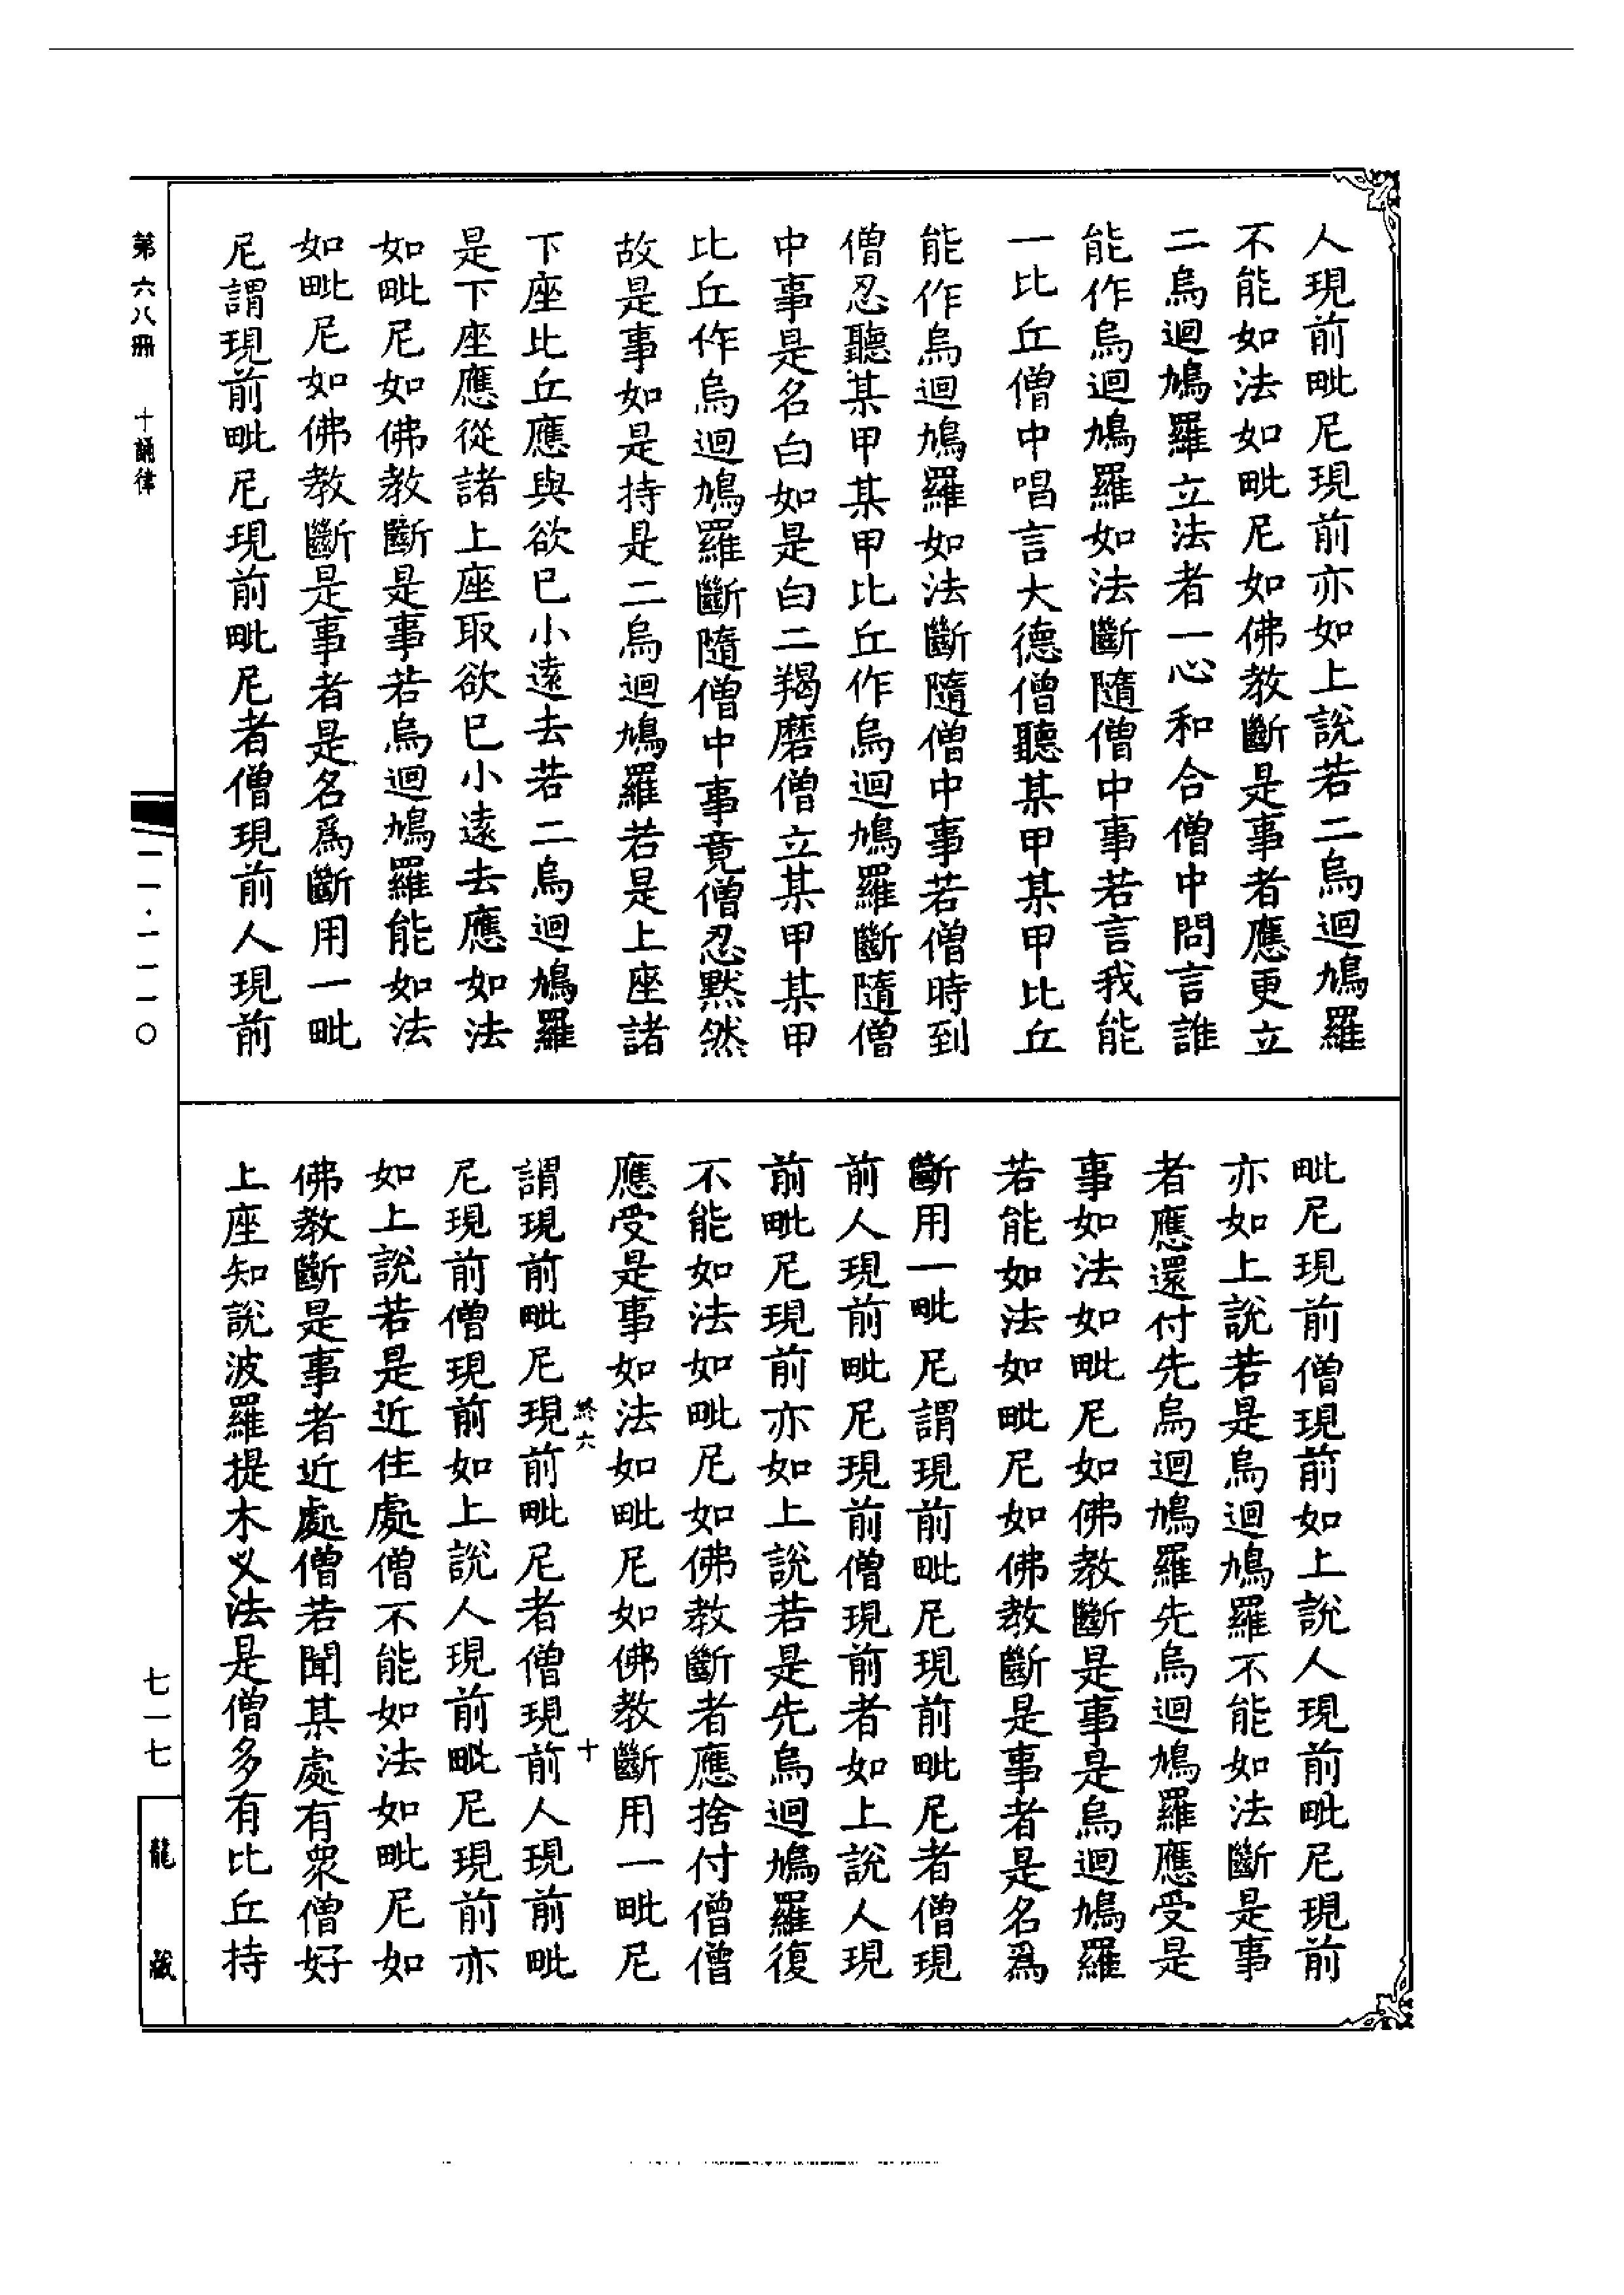 人現前毗尼現前亦如上說若二烏迴鳩羅
不能如法如毗尼如佛教斷是事者應更立
二烏迴鳩羅立法者一心和合僧中問言誰
能作烏迴鳩羅如法斷隨僧中事若言我能
一比丘僧中唱言大德僧聽某甲某甲比丘
能作烏迴鳩羅如法斷隨僧中事若僧時到
僧忍聽某甲某甲比丘作烏迴鳩羅斷隨僧
中事是名白如是白二羯磨僧立某甲某甲
比丘作烏迴鳩羅斷隨僧中事竟僧忍默然
故是事如是持是二烏迴鳩羅若是上座諸
下座比丘應與欲已小遠去若二烏迴鳩羅
是下座應從諸上座取欲已小遠去應如法
如毗尼如佛教斷是事若烏迴鳩羅能如法
如毗尼如佛教斷是事者是名爲斷用一毗
尼謂現前毗尼現前毗尼者僧現前人現前
毗尼現前僧現前如上說人現前毗尼現前
亦如上說若是烏迴鳩羅不能如法斷是事
者應還付先烏迴鳩羅先烏迴鳩羅應受是
事如法如毗尼如佛教斷是事是烏迴鳩羅
若能如法如毗尼如佛教斷是事者是名爲
斷用一毗尼謂現前毗尼現前毗尼者僧現
前人現前毗尼現前僧現前者如上說人現
前毗尼現前亦如上說若是先烏迴鳩羅復
不能如法如毗尼如佛教斷者應捨付僧僧
應受是事如法如毗尼如佛教斷用一毗尼
終六 十
謂現前毗尼現前毗尼者僧現前人現前毗
尼現前僧現前如上說人現前毗尼現前亦
如上說若是近住處僧不能如法如毗尼如
佛教斷是事者近處僧若聞某處有衆僧好
上座知說波羅提木叉法是僧多有比丘持
第六八冊 十誦律
一一·一一一〇
七一七
龍藏